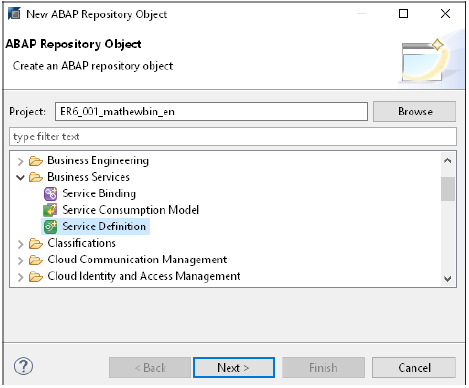 New ABAP Repository Object
ABAP Repository Object
Create an ABAP repository object
Project: ER6_001_mathewbin_en Browse
type filter text
Business Engineering
Business Services
Service Binding
Service Consumption Model
Service Definition
Classifications
Cloud Communication Management
Cloud Identity and Access Management
? < Back Next > Finish Cancel